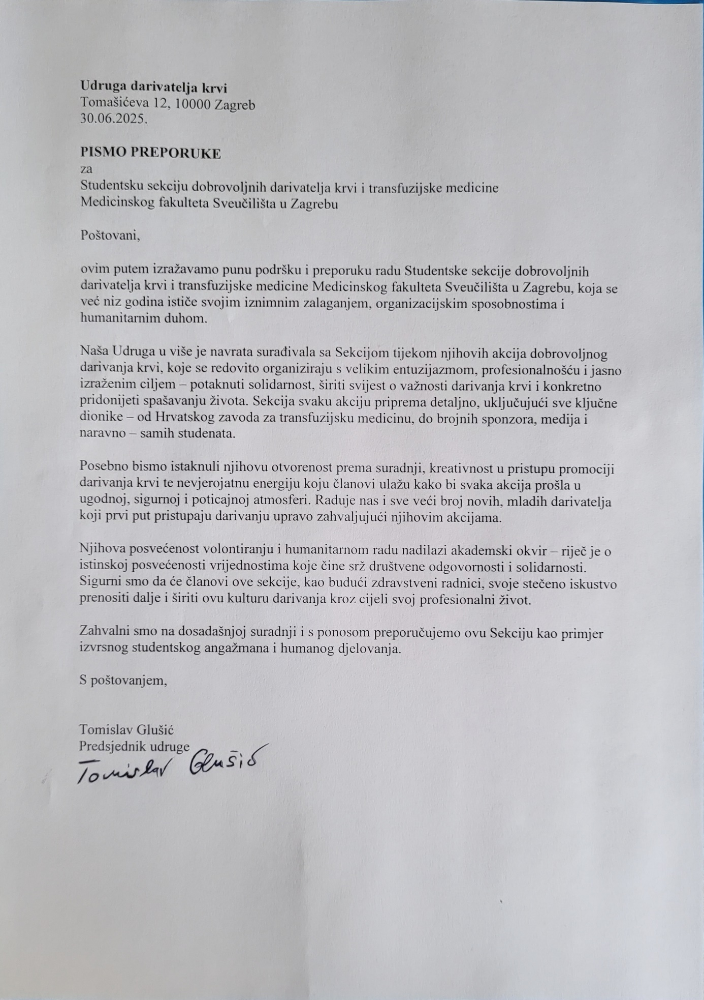 Udruga darivatelja krvi
Tomašićeva 12, 10000 Zagreb
30.06.2025.
PISMO PREPORUKE
za
Studentsku sekciju dobrovoljnih darivatelja krvi i transfuzijske medicine
Medicinskog fakulteta Sveučilišta u Zagrebu
Poštovani,
ovim putem izražavamo punu podršku i preporuku radu Studentske sekcije dobrovoljnih
darivatelja krvi i transfuzijske medicine Medicinskog fakulteta Sveučilišta u Zagrebu, koja se
već niz godina ističe svojim iznimnim zalaganjem, organizacijskim sposobnostima i
humanitarnim duhom.
Naša Udruga u više je navrata surađivala sa Sekcijom tijekom njihovih akcija dobrovoljnog
darivanja krvi, koje se redovito organiziraju s velikim entuzijazmom, profesionalnošću i jasno
izraženim ciljem – potaknuti solidarnost, širiti svijest o važnosti darivanja krvi i konkretno
pridonijeti spašavanju života. Sekcija svaku akciju priprema detaljno, uključujući sve ključne
dionike – od Hrvatskog zavoda za transfuzijsku medicinu, do brojnih sponzora, medija i
naravno – samih studenata.
Posebno bismo istaknuli njihovu otvorenost prema suradnji, kreativnost u pristupu promociji
darivanja krvi te nevjerojatnu energiju koju članovi ulažu kako bi svaka akcija prošla u
ugodnoj, sigurnoj i poticajnoj atmosferi. Raduje nas i sve veći broj novih, mladih darivatelja
koji prvi put pristupaju darivanju upravo zahvaljujući njihovim akcijama.
Njihova posvećenost volontiranju i humanitarnom radu nadilazi akademski okvir – riječ je o
istinskoj posvećenosti vrijednostima koje čine srž društvene odgovornosti i solidarnosti.
Sigurni smo da će članovi ove sekcije, kao budući zdravstveni radnici, svoje stečeno iskustvo
prenositi dalje i širiti ovu kulturu darivanja kroz cijeli svoj profesionalni život.
Zahvalni smo na dosadašnjoj suradnji i s ponosom preporučujemo ovu Sekciju kao primjer
izvrsnog studentskog angažmana i humanog djelovanja.
S poštovanjem,
Tomislav Glušić
Predsjednik udruge
Tomislav Glušić